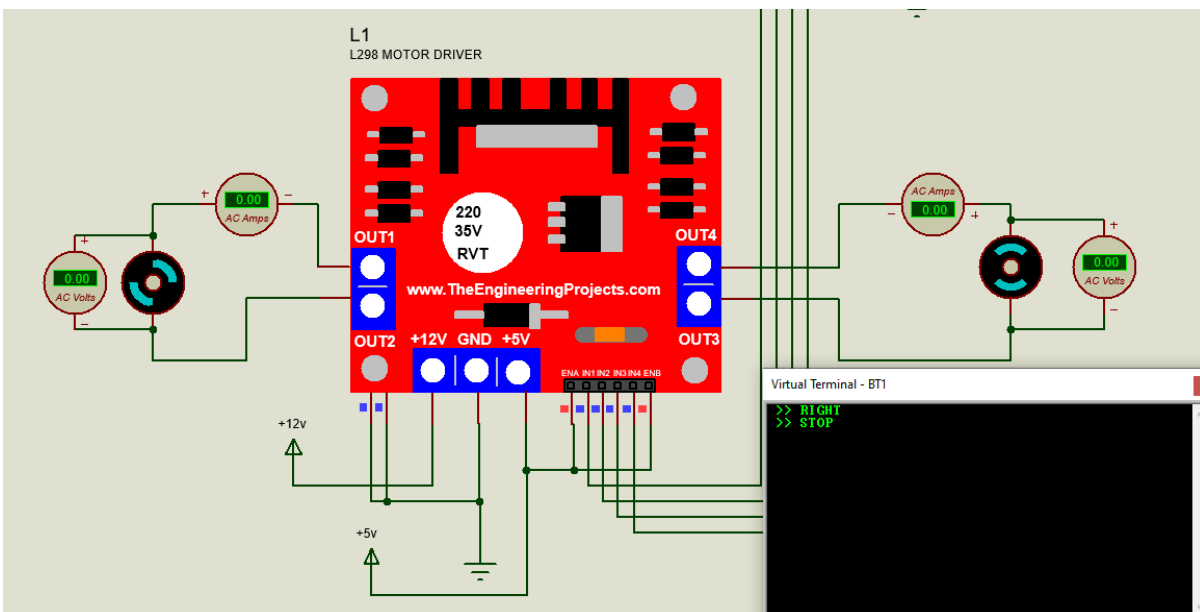 L1
L298 MOTOR DRIVER
+
0.00
-
AC Amps
+
0.00
AC Volts
-
220
35V
RVT
OUT1
OUT4
www.TheEngineeringProjects.com
OUT2
+12V GND +5V
OUT3
ENA IN1 IN2 IN3 IN4 ENB
AC Amps
-
0.00
+
+
0.00
AC Volts
-
+12v
+5v
Virtual Terminal - BT1
>> RIGHT
>> STOP